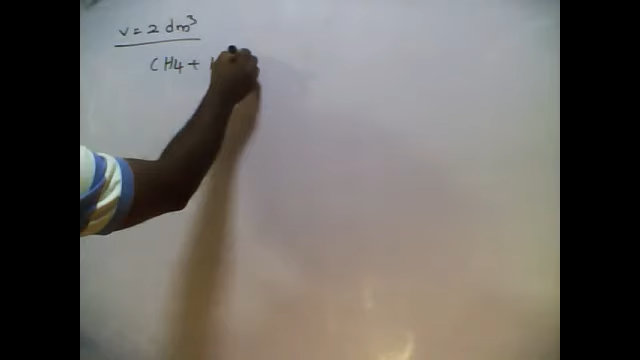 v = 2 dm³
CH4 +